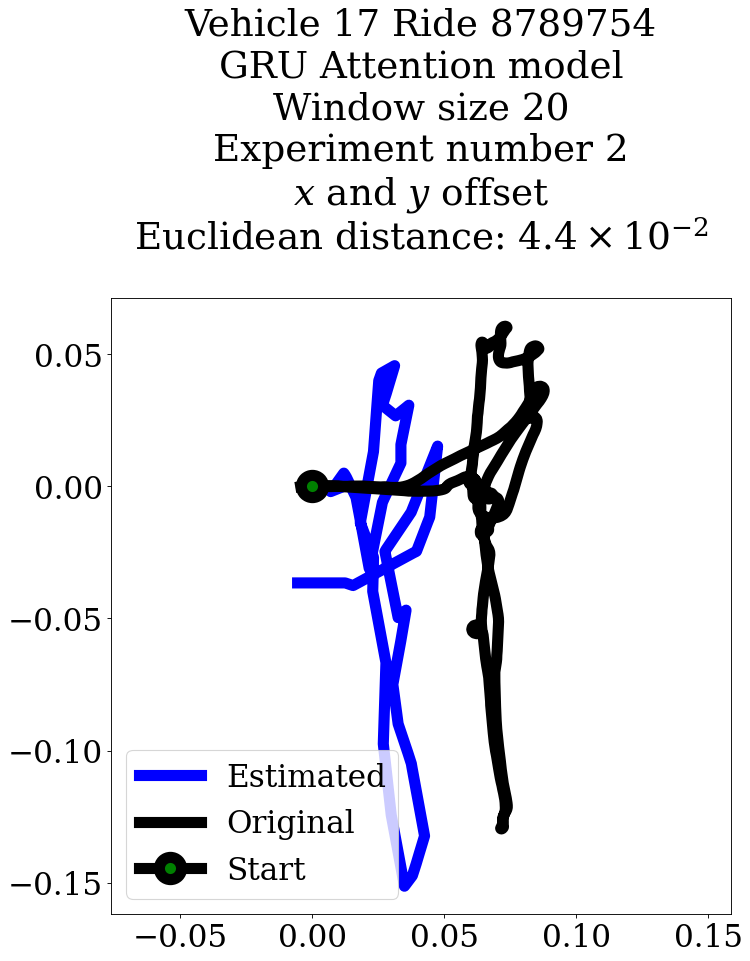 Vehicle 17 Ride 8789754
GRU Attention model
Window size 20
Experiment number 2
x and y offset
Euclidean distance: 4.4 × 10⁻²
0.05
0.00
−0.05
−0.10
−0.15
Estimated
Original
Start
−0.05 0.00 0.05 0.10 0.15